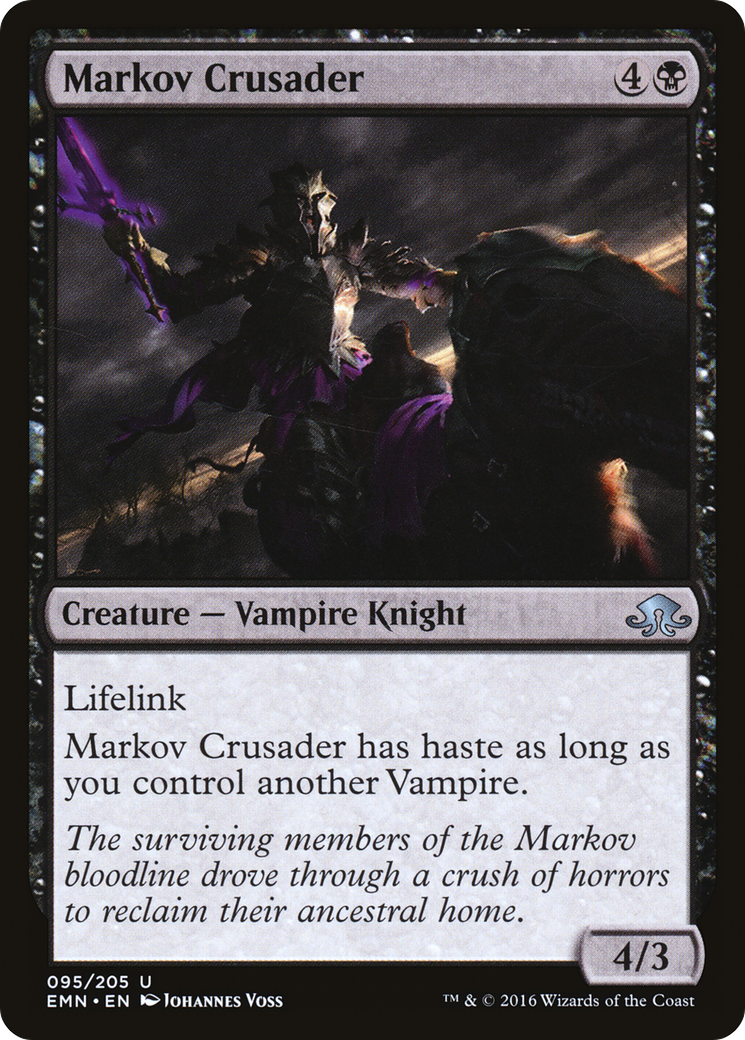 Markov Crusader 4
Creature — Vampire Knight
Lifelink
Markov Crusader has haste as long as
you control another Vampire.
The surviving members of the Markov
bloodline drove through a crush of horrors
to reclaim their ancestral home.
4/3
095/205 U
EMN • EN Johannes Voss
™ & © 2016 Wizards of the Coast